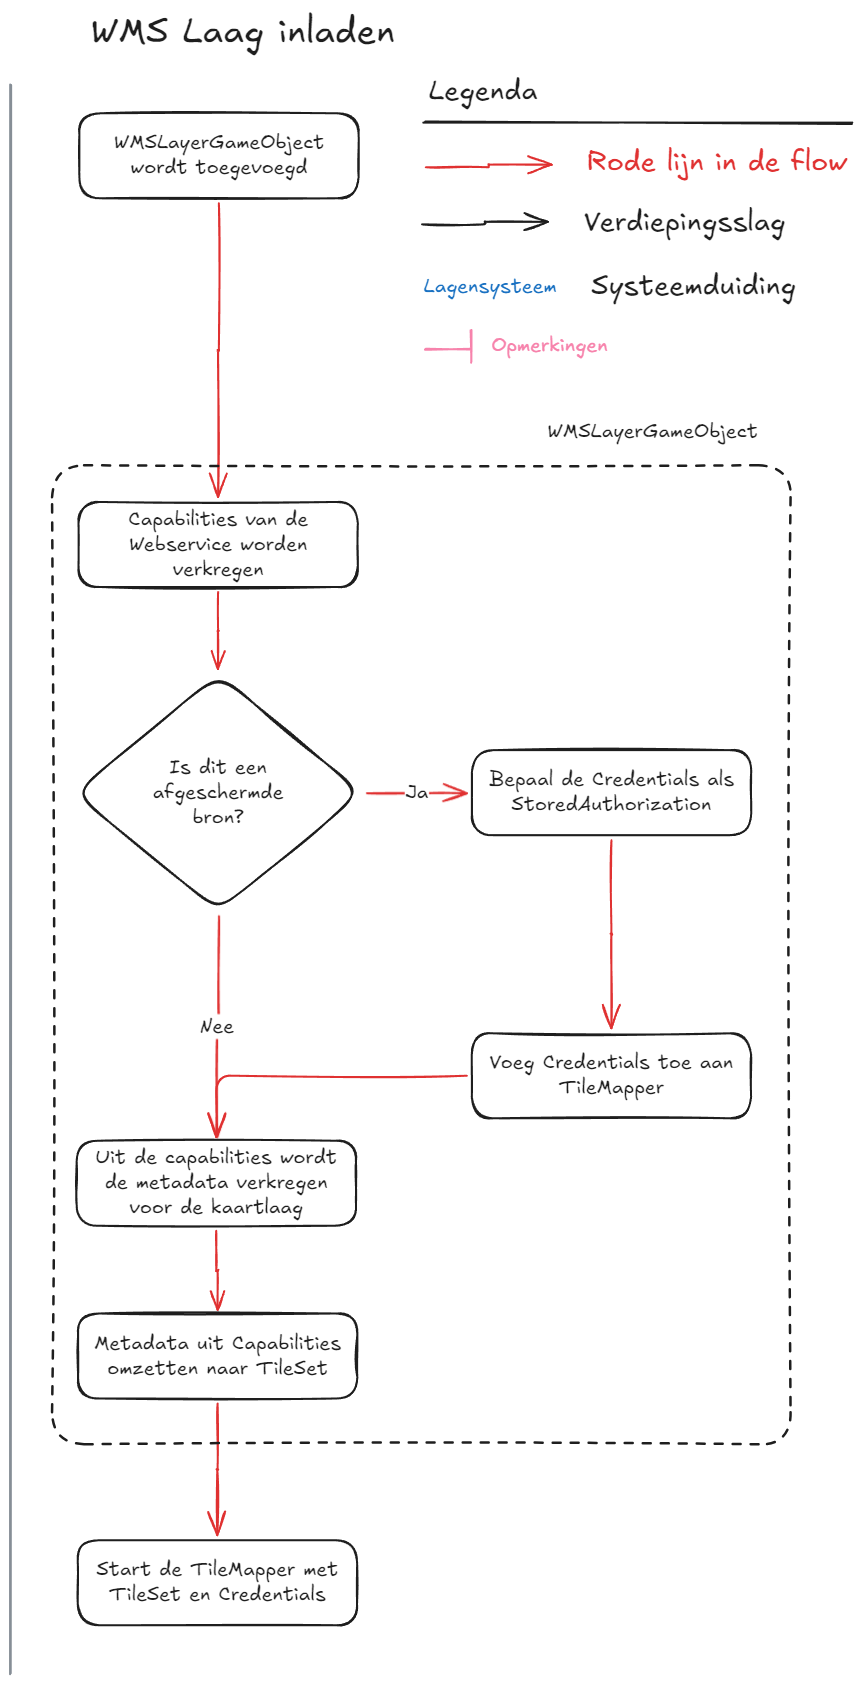 WMS Laag inladen
Legenda
Rode lijn in de flow
Verdiepingsslag
Lagensysteem
Systeemduiding
Opmerkingen
WMSLayerGameObject
wordt toegevoegd
WMSLayerGameObject
Capabilities van de
Webservice worden
verkregen
Is dit een
afgeschermde
bron?
Ja
Bepaal de Credentials als
StoredAuthorization
Nee
Voeg Credentials toe aan
TileMapper
Uit de capabilities wordt
de metadata verkregen
voor de kaartlaag
Metadata uit Capabilities
omzetten naar TileSet
Start de TileMapper met
TileSet en Credentials